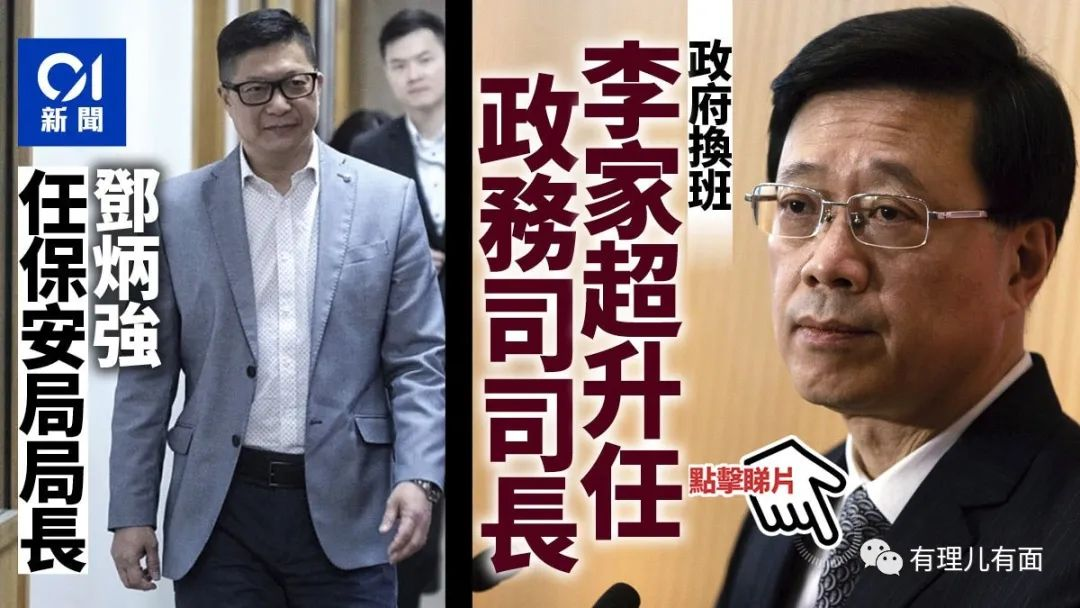 01
新聞
鄧炳強
任保安局局長
政府換班
李家超升任
政務司司長
點擊睇片
有理儿有面